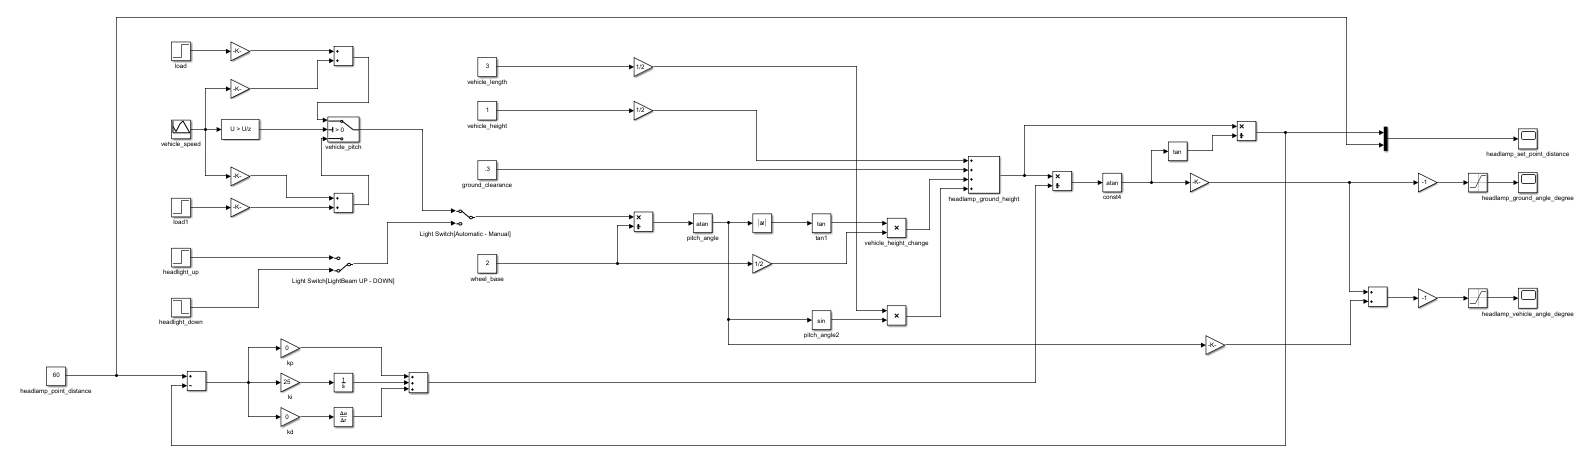 load
-K-
-K-
vehicle_speed
U > U/z
> 0
vehicle_pitch
-K-
load1
-K-
headlight_up
headlight_down
Light Switch[LightBeam UP - DOWN]
Light Switch[Automatic - Manual]
3
vehicle_length
1/2
1
vehicle_height
1/2
.3
ground_clearance
2
wheel_base
1/2
atan
pitch_angle
|u|
tan
tan1
vehicle_height_change
sin
pitch_angle2
headlamp_ground_height
atan
const4
tan
-K-
-K-
-1
-1
headlamp_set_point_distance
headlamp_ground_angle_degree
headlamp_vehicle_angle_degree
60
headlamp_point_distance
0
kp
25
ki
1
s
0
kd
Δu
Δt